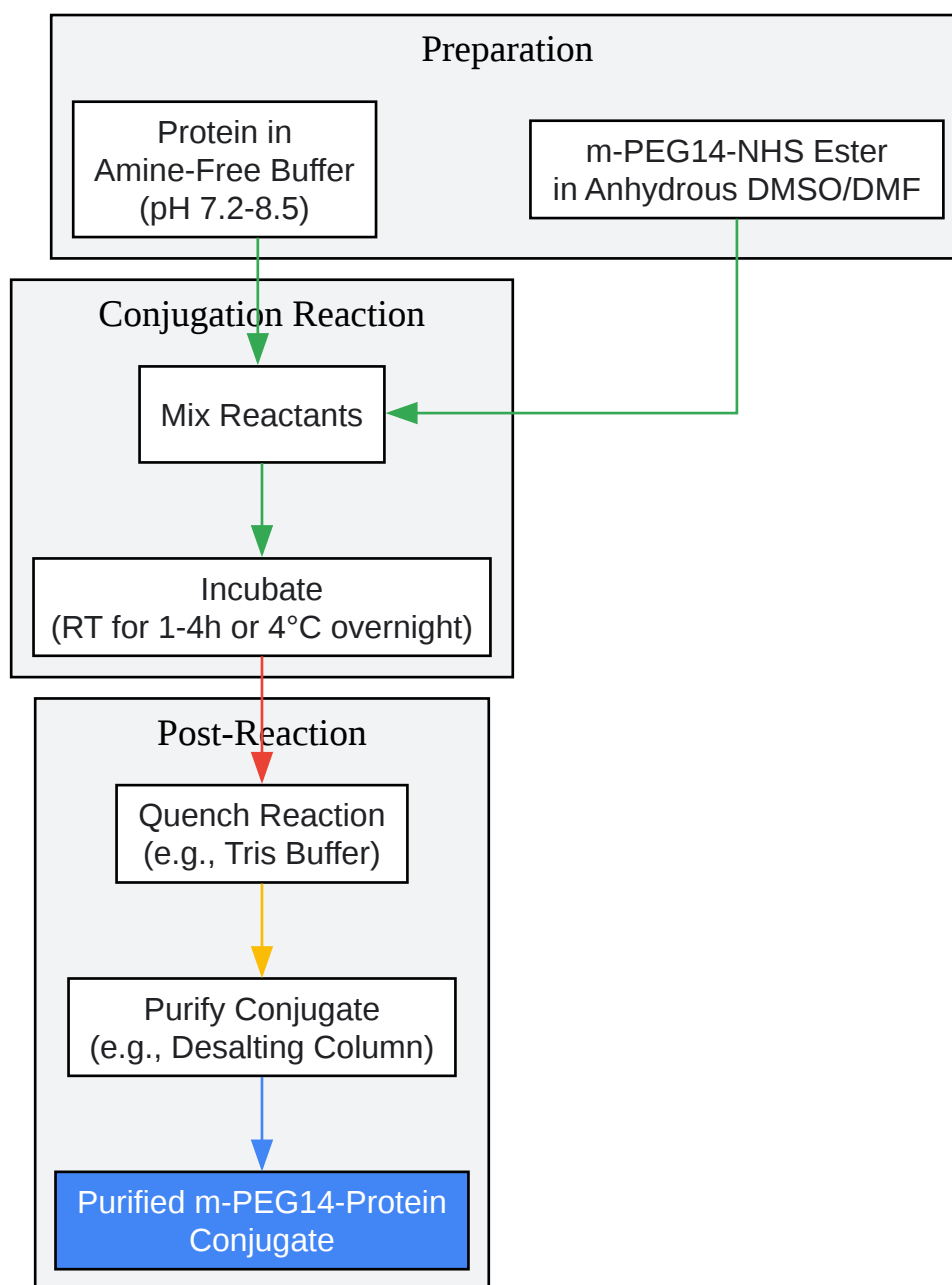 Preparation
Protein in
Amine-Free Buffer
(pH 7.2-8.5)
m-PEG14-NHS Ester
in Anhydrous DMSO/DMF
Conjugation Reaction
Mix Reactants
Incubate
(RT for 1-4h or 4°C overnight)
Post-Reaction
Quench Reaction
(e.g., Tris Buffer)
Purify Conjugate
(e.g., Desalting Column)
Purified m-PEG14-Protein
Conjugate